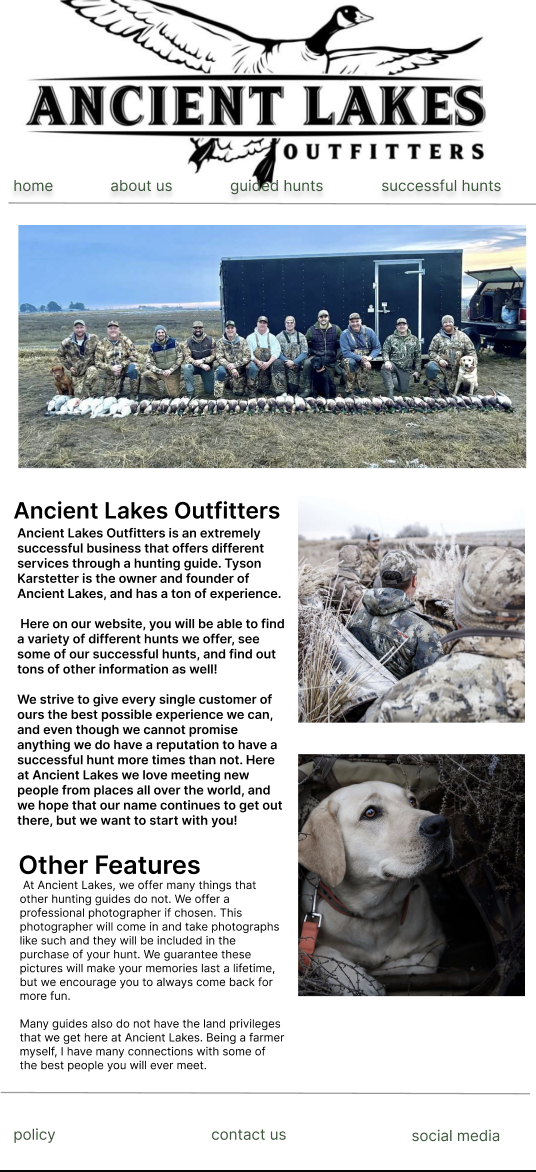 ANCIENT LAKES
OUTFITTERS
home about us guided hunts successful hunts
Ancient Lakes Outfitters
Ancient Lakes Outfitters is an extremely
successful business that offers different
services through a hunting guide. Tyson
Karstetter is the owner and founder of
Ancient Lakes, and has a ton of experience.
Here on our website, you will be able to find
a variety of different hunts we offer, see
some of our successful hunts, and find out
tons of other information as well!
We strive to give every single customer of
ours the best possible experience we can,
and even though we cannot promise
anything we do have a reputation to have a
successful hunt more times than not. Here
at Ancient Lakes we love meeting new
people from places all over the world, and
we hope that our name continues to get out
there, but we want to start with you!
Other Features
At Ancient Lakes, we offer many things that
other hunting guides do not. We offer a
professional photographer if chosen. This
photographer will come in and take photographs
like such and they will be included in the
purchase of your hunt. We guarantee these
pictures will make your memories last a lifetime,
but we encourage you to always come back for
more fun.
Many guides also do not have the land privileges
that we get here at Ancient Lakes. Being a farmer
myself, I have many connections with some of
the best people you will ever meet.
policy contact us social media